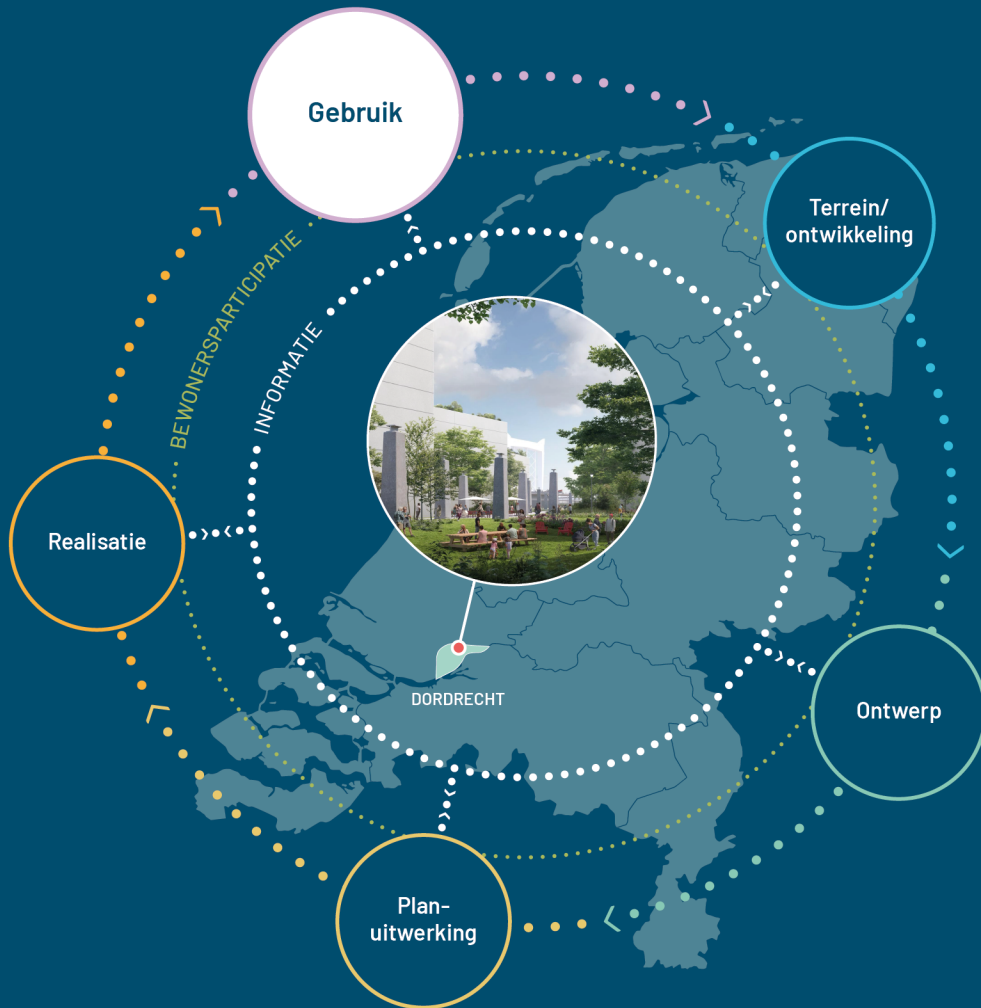 Gebruik
Terrein/
ontwikkeling
BEWONERSPARTICIPATIE
INFORMATIE
Realisatie
DORDRECHT
Ontwerp
Plan-
uitwerking